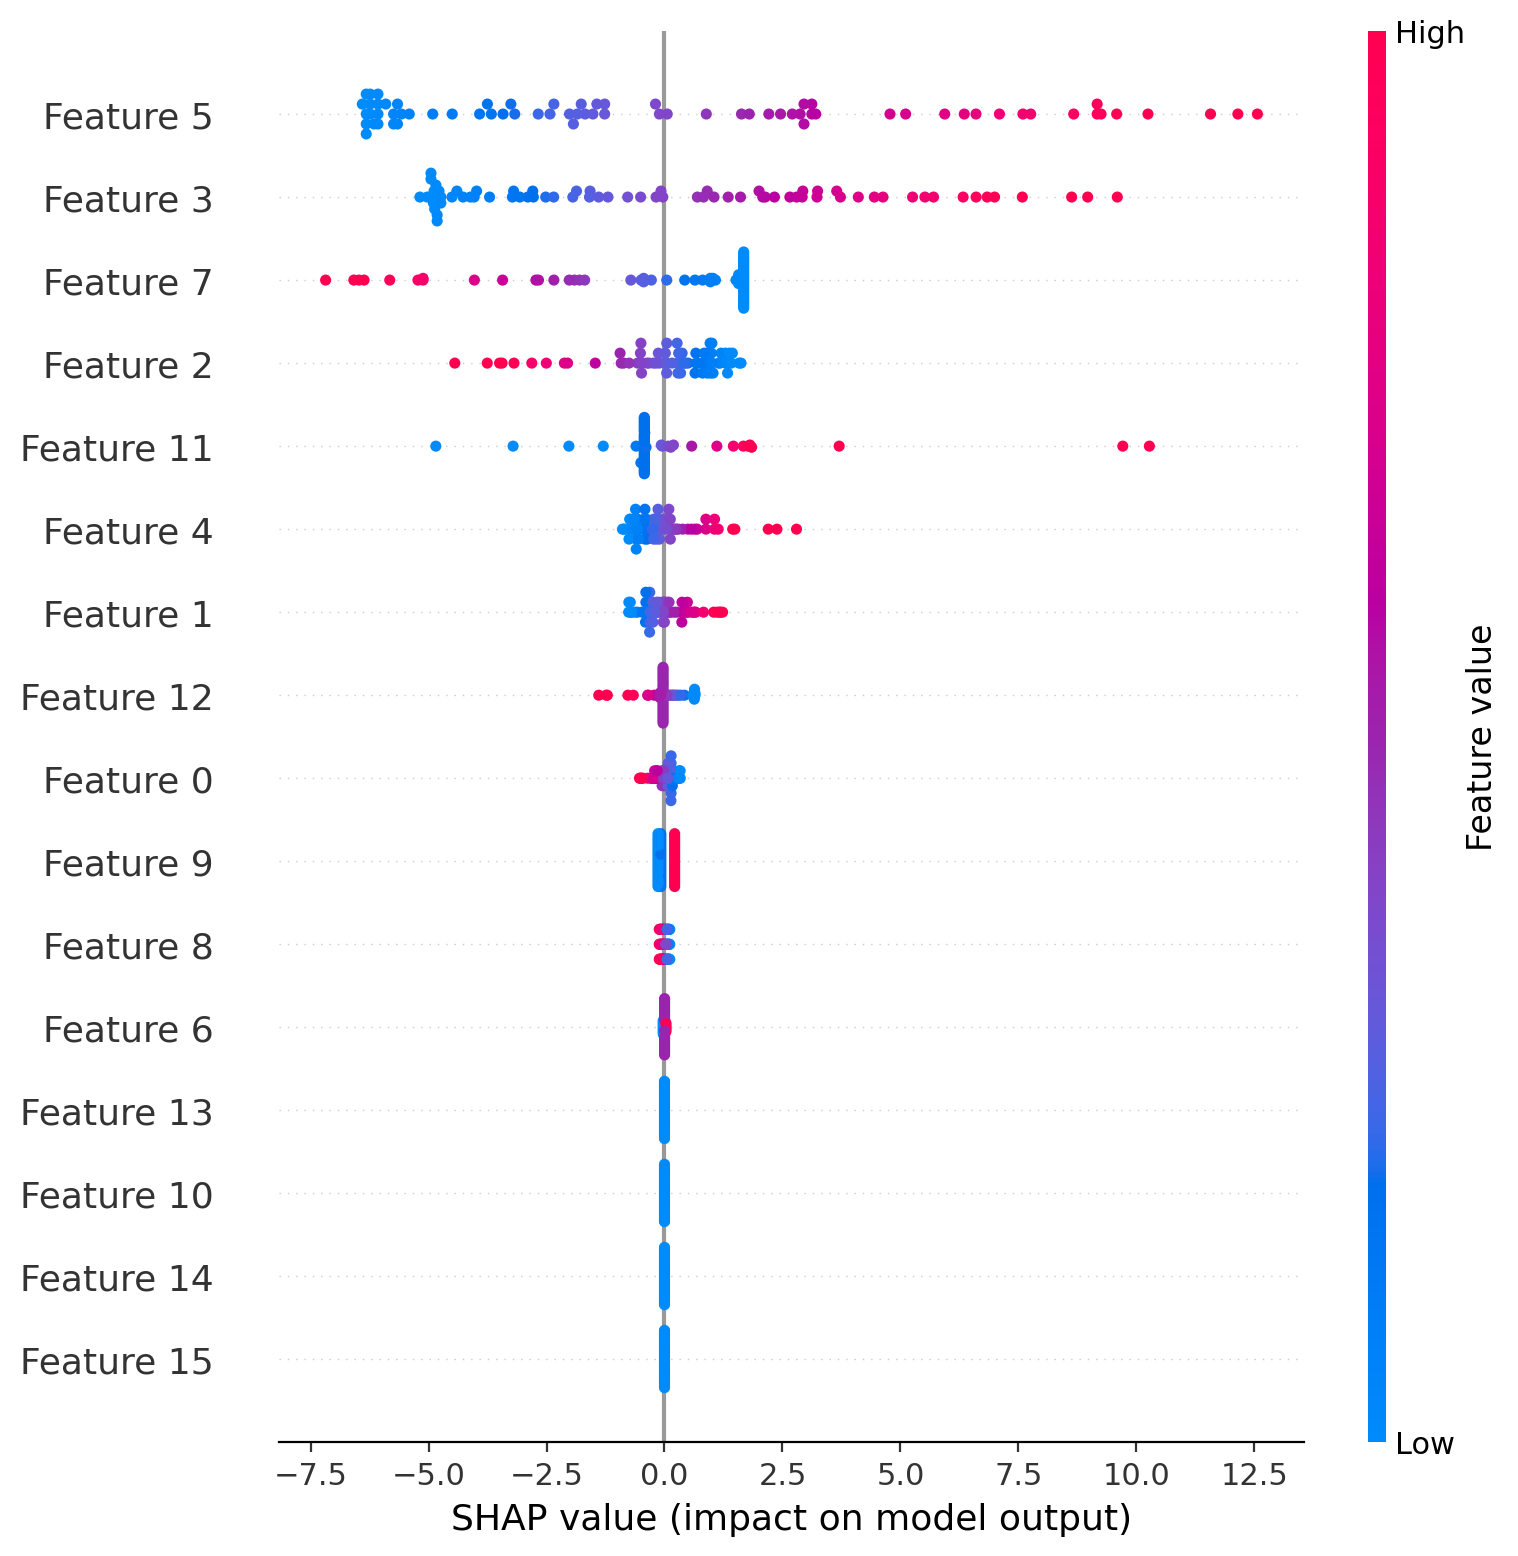 High
Feature 5
Feature 3
Feature 7
Feature 2
Feature 11
Feature 4
Feature 1
Feature 12
Feature 0
Feature 9
Feature 8
Feature 6
Feature 13
Feature 10
Feature 14
Feature 15
Feature value
Low
−7.5 −5.0 −2.5 0.0 2.5 5.0 7.5 10.0 12.5
SHAP value (impact on model output)